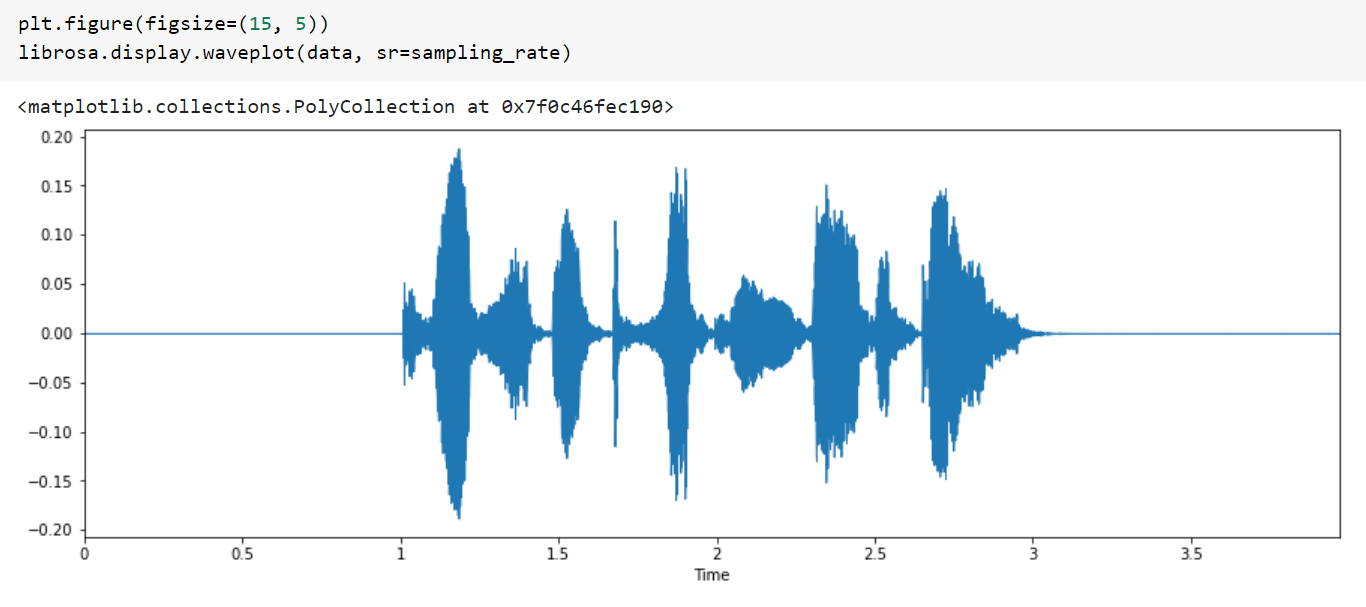 plt.figure(figsize=(15, 5))
librosa.display.waveplot(data, sr=sampling_rate)
<matplotlib.collections.PolyCollection at 0x7f0c46fec190>
0.20
0.15
0.10
0.05
0.00
−0.05
−0.10
−0.15
−0.20
0 0.5 1 1.5 2 2.5 3 3.5
Time